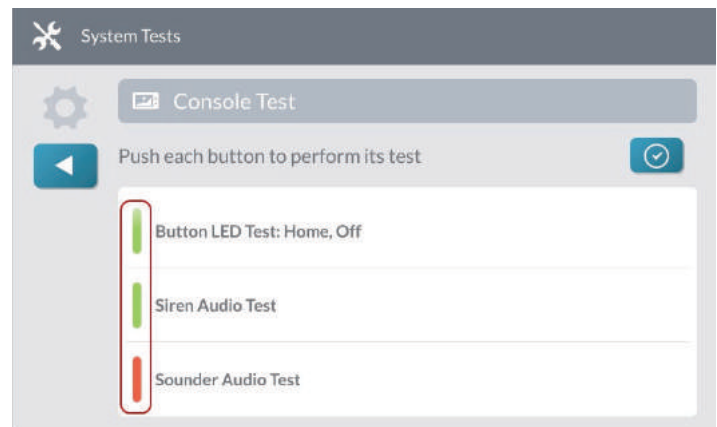 System Tests
Console Test
Push each button to perform its test
Button LED Test: Home, Off
Siren Audio Test
Sounder Audio Test